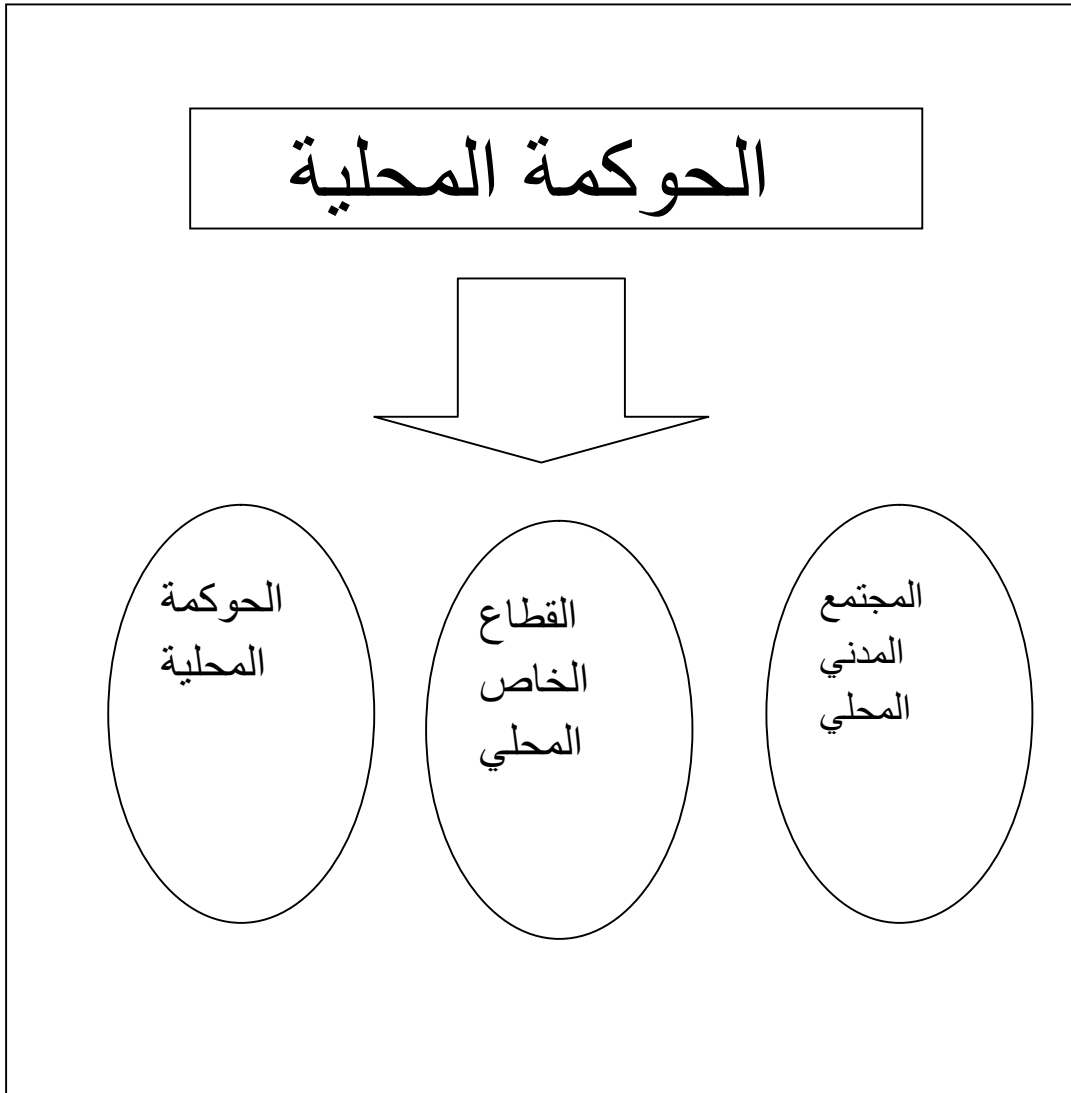 الحوكمة المحلية
المجتمع
المدني
المحلي
القطاع
الخاص
المحلي
الحوكمة
المحلية